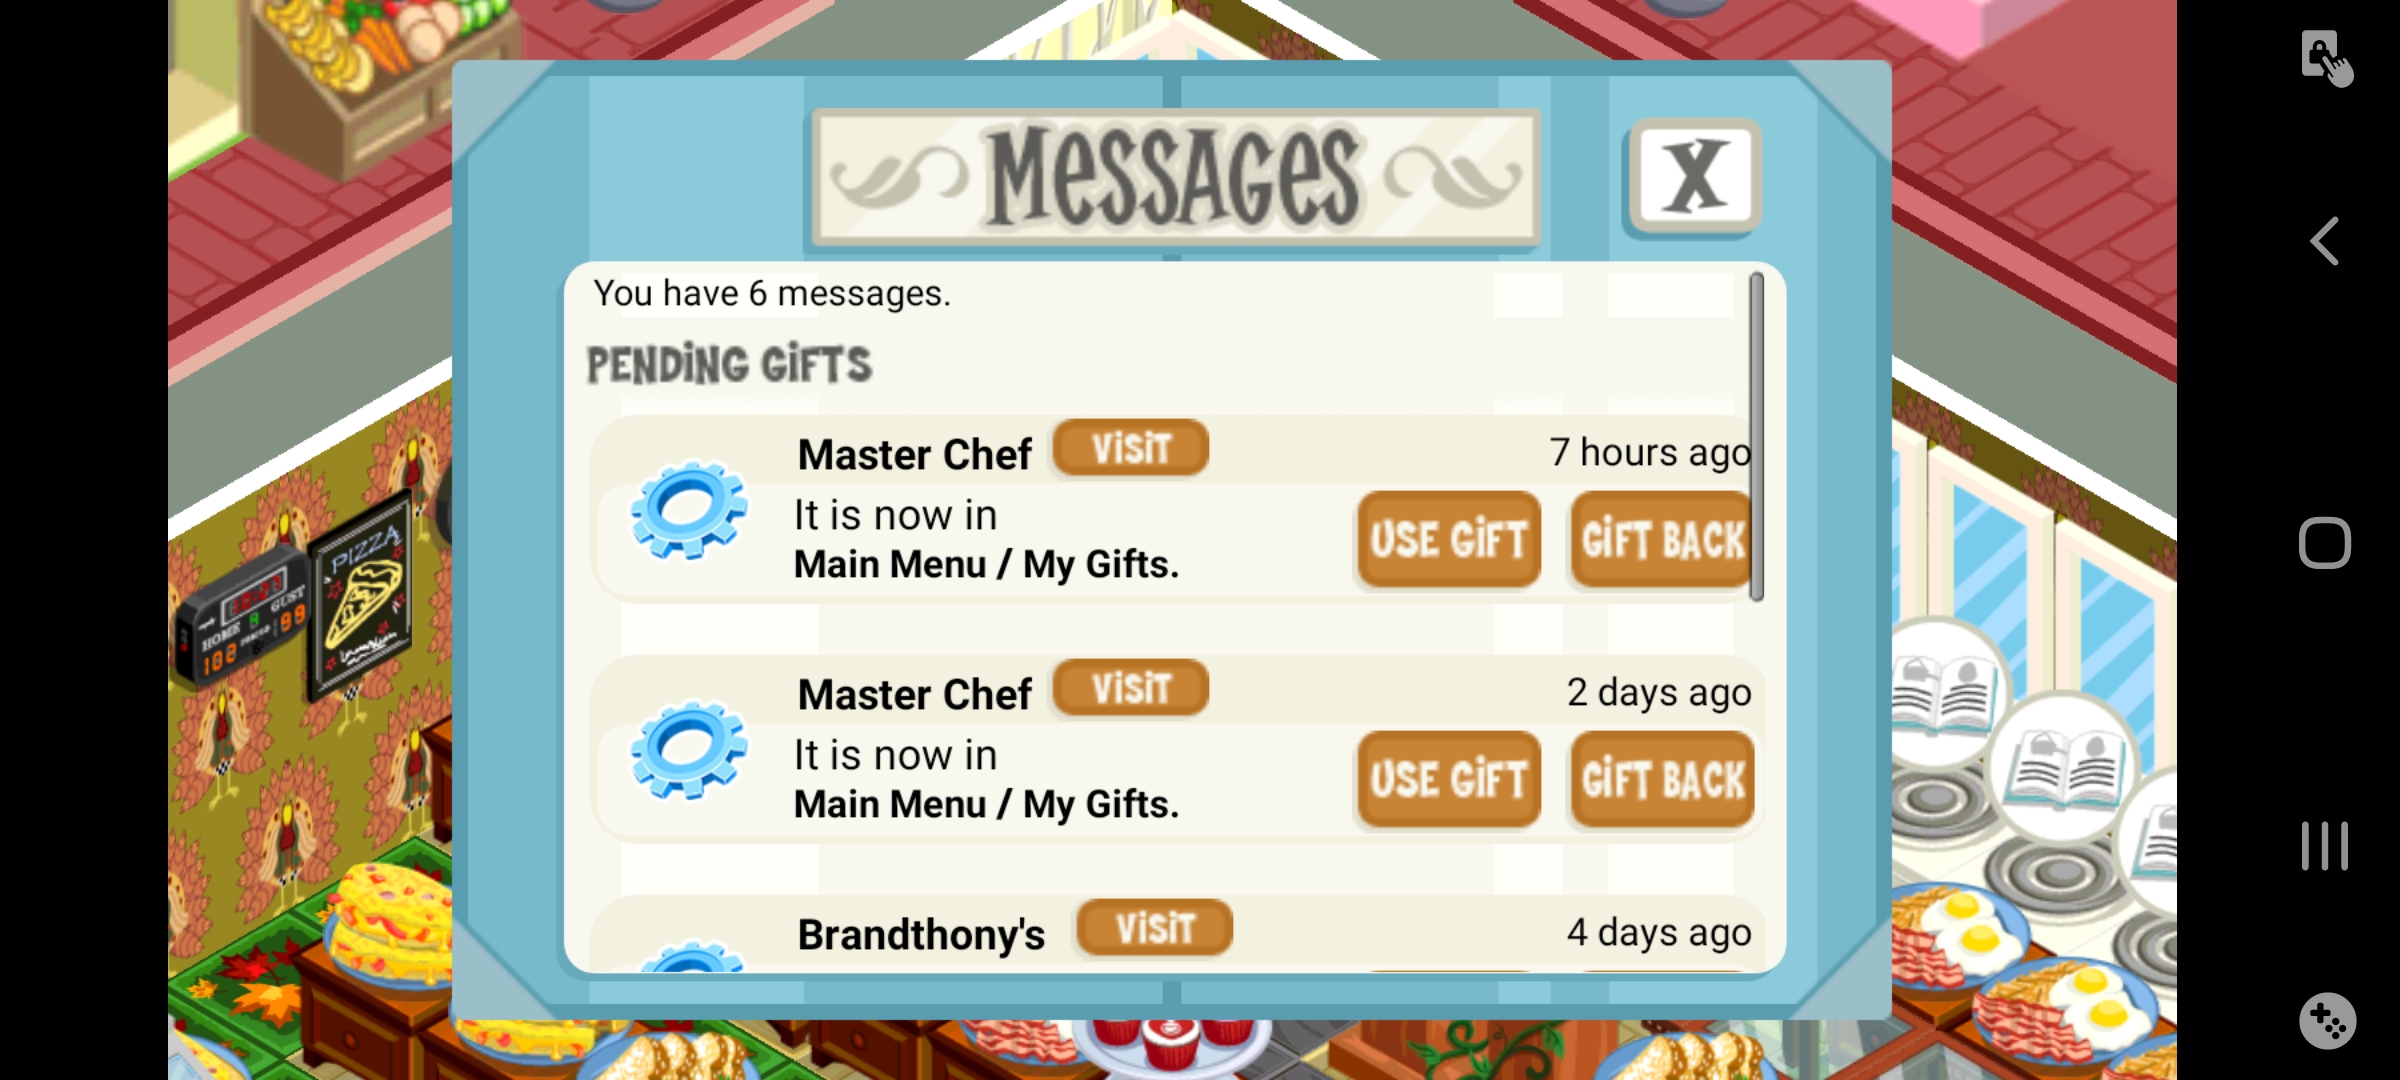 MESSAGES
X
You have 6 messages.
PENDING GIFTS
Master Chef
VISIT
7 hours ago
It is now in
Main Menu / My Gifts.
USE GIFT
GIFT BACK
Master Chef
VISIT
2 days ago
It is now in
Main Menu / My Gifts.
USE GIFT
GIFT BACK
Brandthony's
VISIT
4 days ago
PIZZA
HOME
GUST
102
99